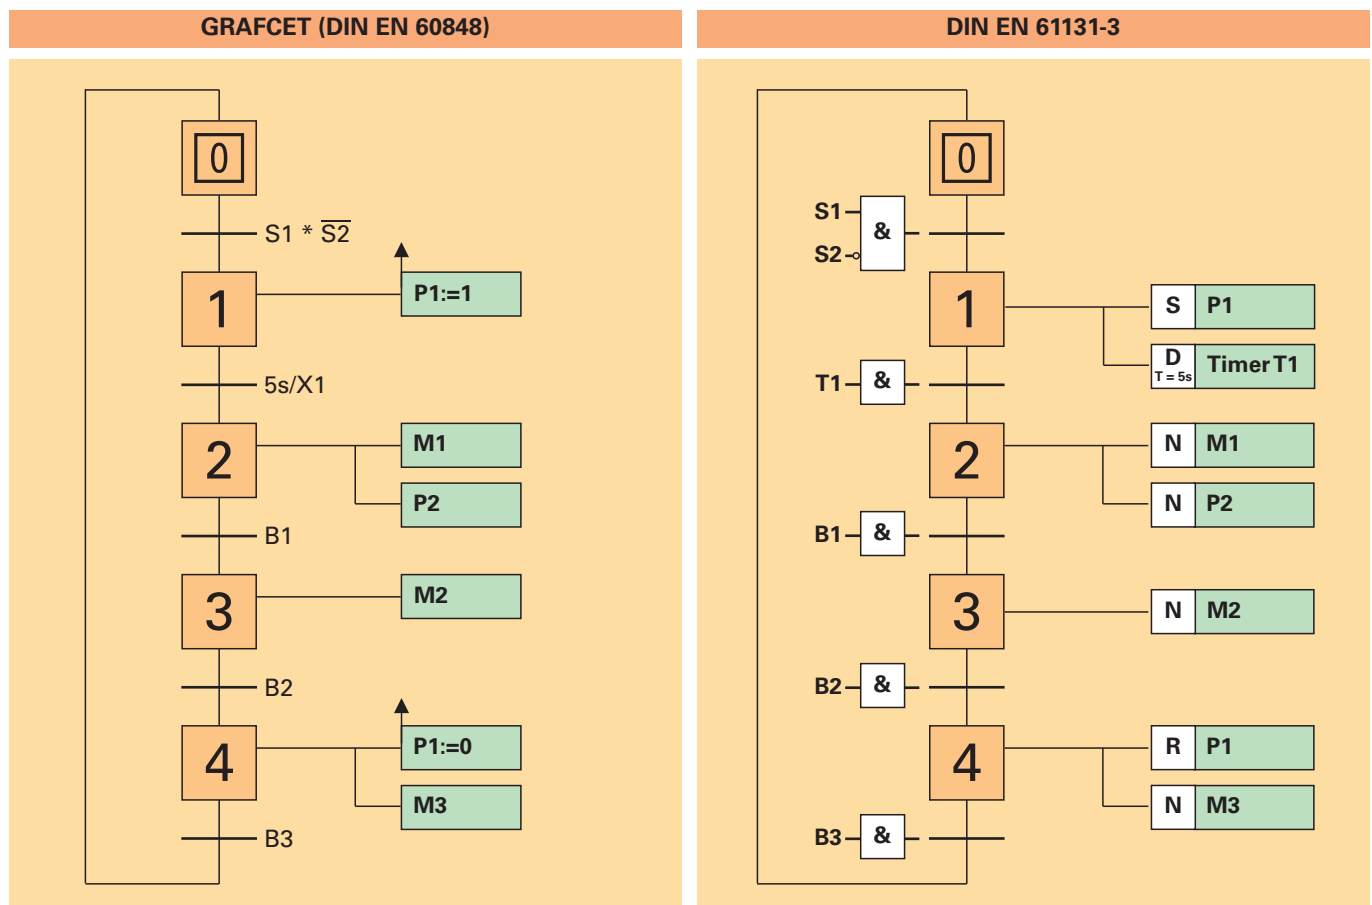 GRAFCET (DIN EN 60848)
0
S1 * S̅2̅
1
P1:=1
5s/X1
2
M1
P2
B1
3
M2
B2
4
P1:=0
M3
B3
DIN EN 61131-3
0
S1
&
S2
1
S P1
D Timer T1
T = 5s
T1 &
2
N M1
N P2
B1 &
3
N M2
B2 &
4
R P1
N M3
B3 &